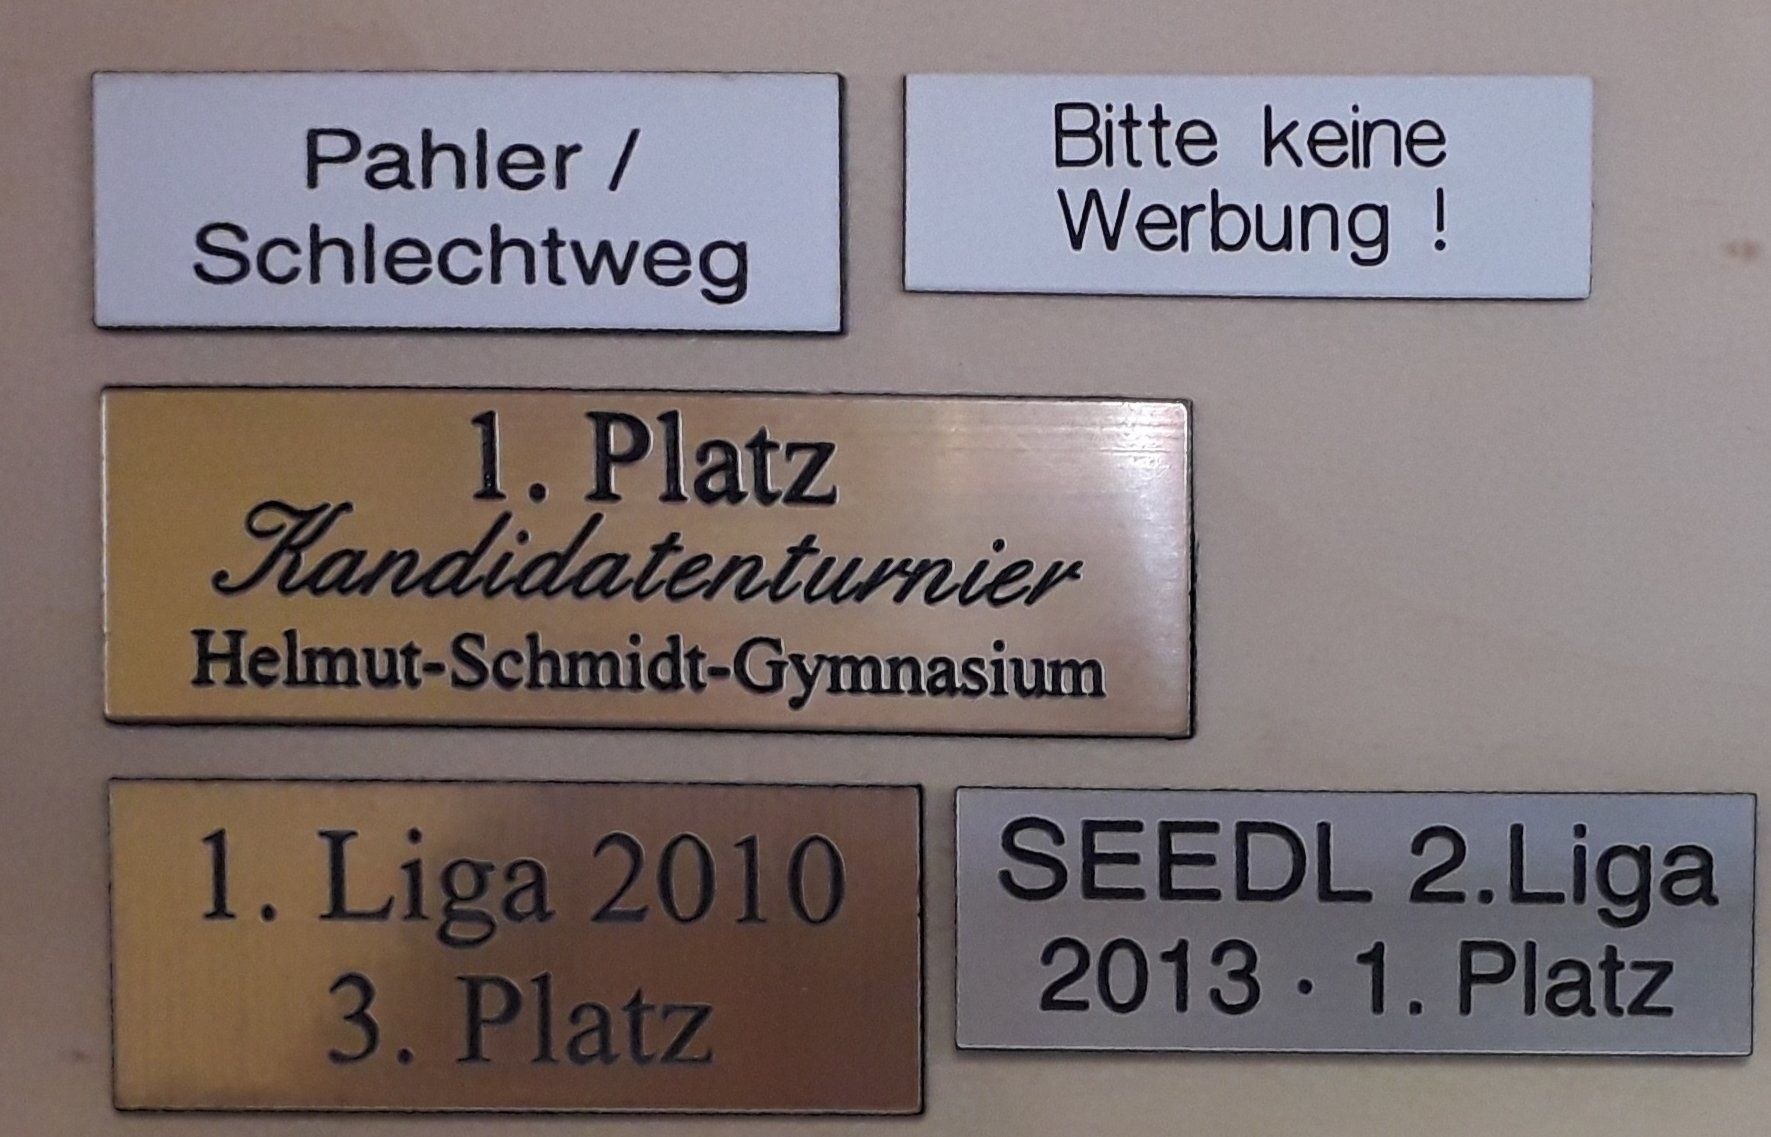 Pahler /
Schlechtweg
Bitte keine
Werbung !
1. Platz
Kandidatenturnier
Helmut-Schmidt-Gymnasium
1. Liga 2010
3. Platz
SEEDL 2.Liga
2013 · 1. Platz